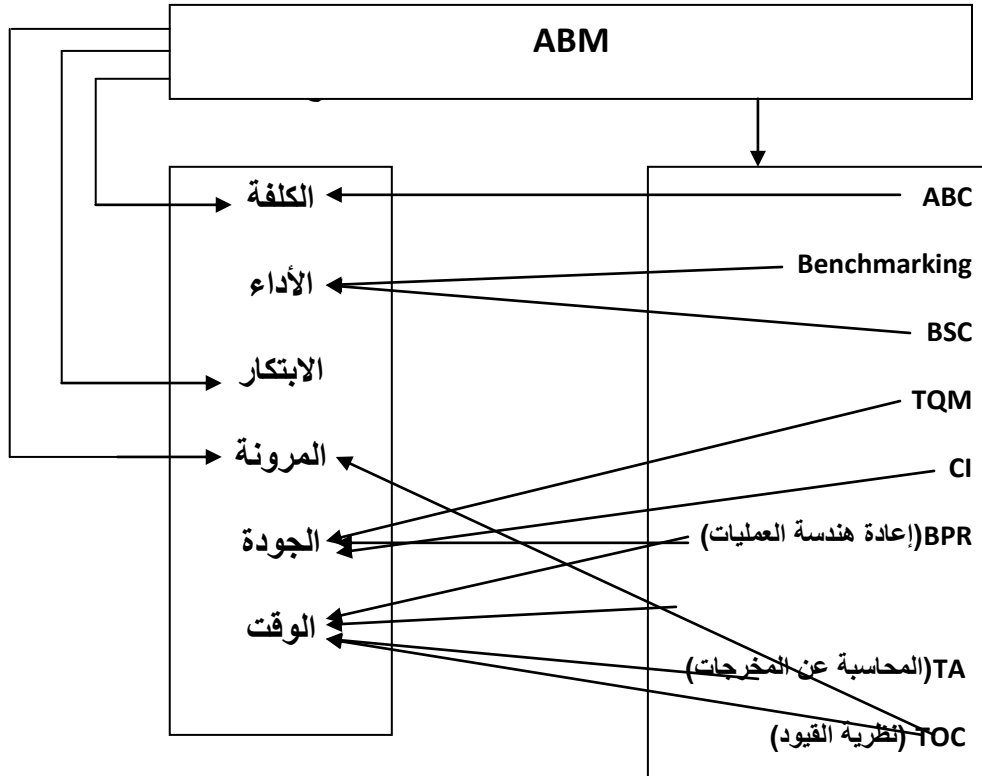 ABM
ABC
الكلفة
Benchmarking
الأداء
BSC
الابتكار
TQM
المرونة
CI
BPR(إعادة هندسة العمليات)
الجودة
الوقت
TA(المحاسبة عن المخرجات)
TOC (نظرية القيود)